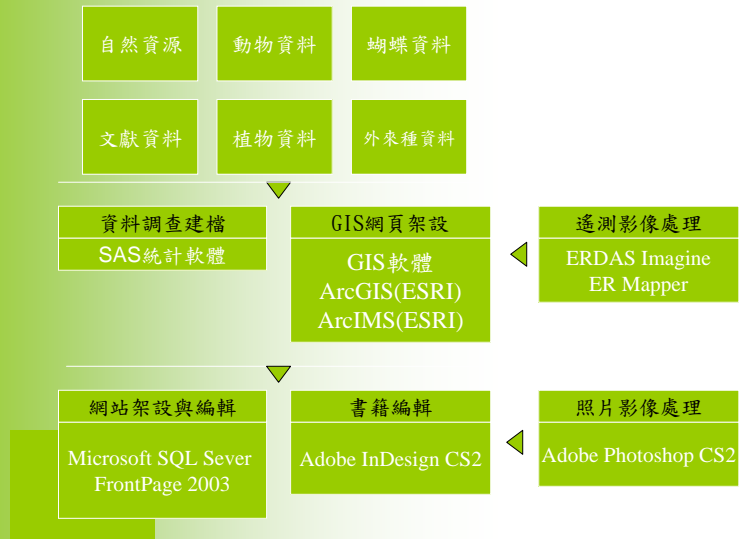 自然資源
動物資料
蝴蝶資料
文獻資料
植物資料
外來種資料
資料調查建檔
SAS統計軟體
GIS網頁架設
GIS軟體
ArcGIS(ESRI)
ArcIMS(ESRI)
遙測影像處理
ERDAS Imagine
ER Mapper
網站架設與編輯
Microsoft SQL Sever
FrontPage 2003
書籍編輯
Adobe InDesign CS2
照片影像處理
Adobe Photoshop CS2